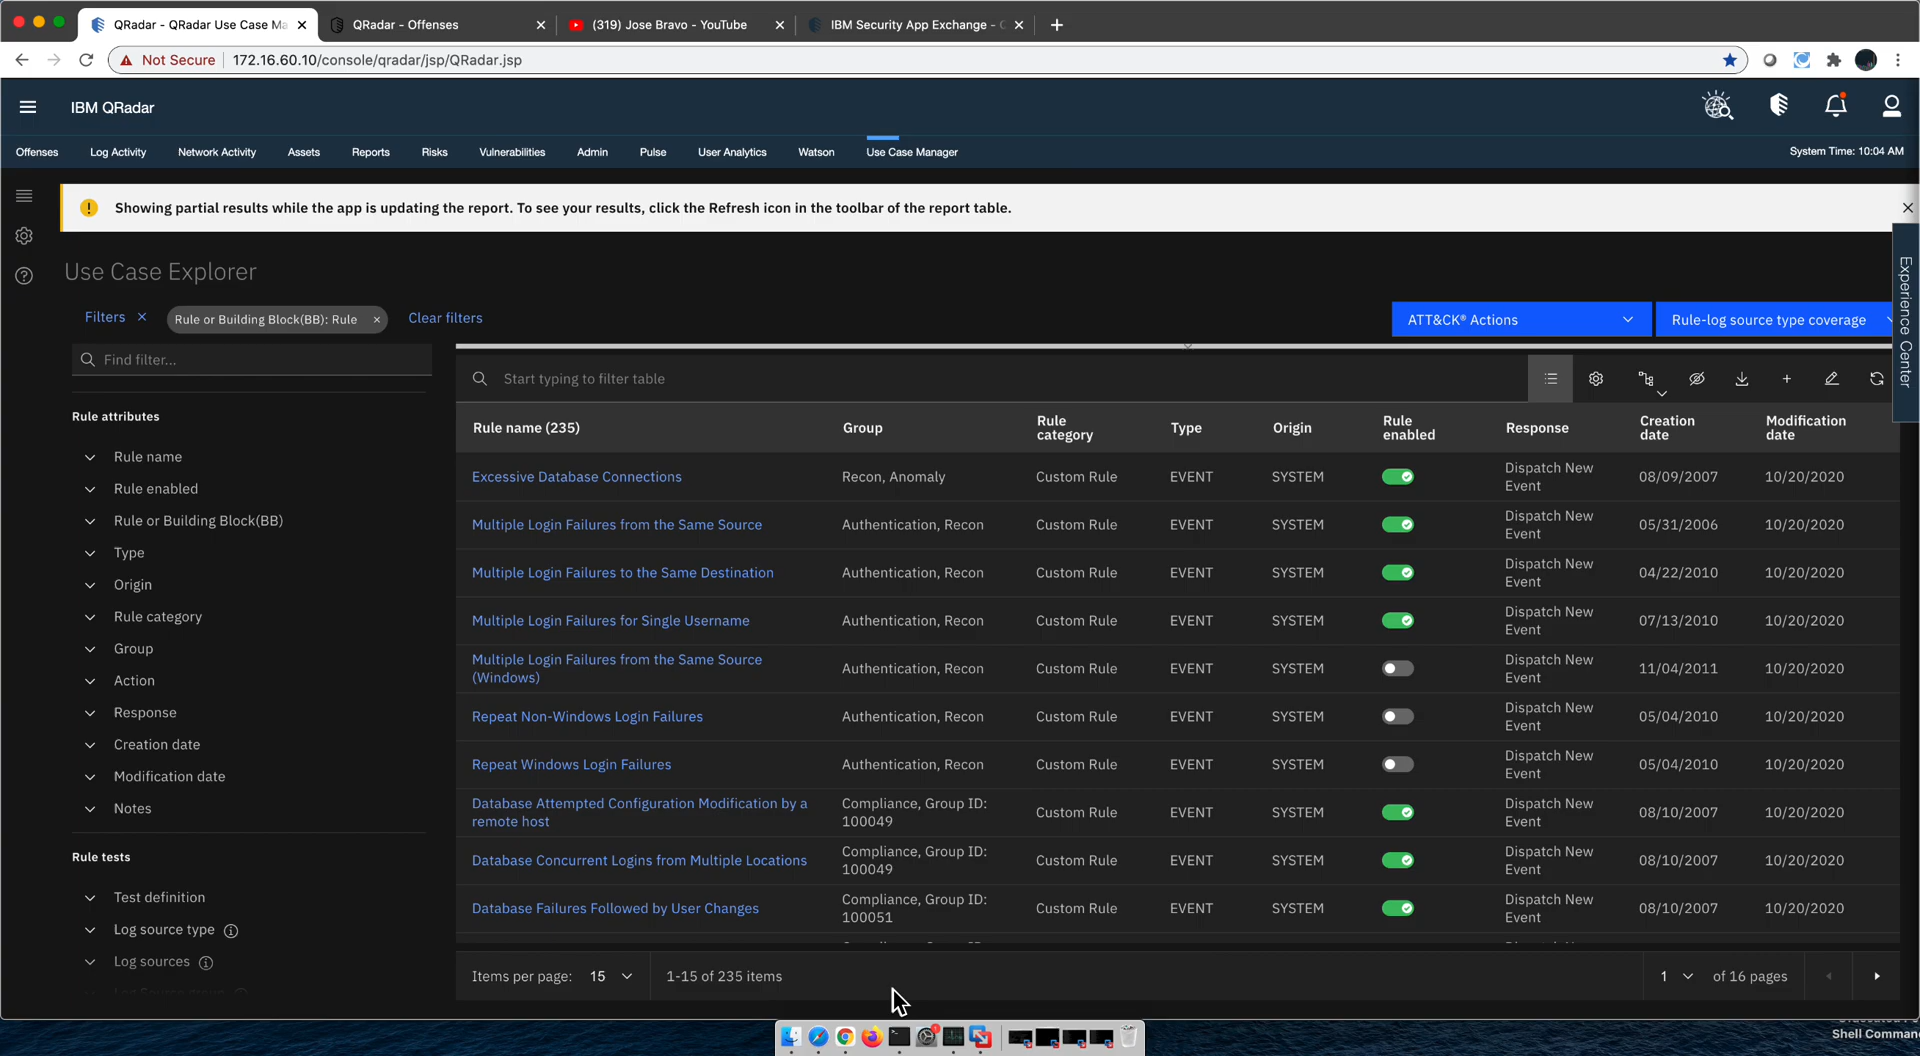 QRadar - QRadar Use Case Ma
QRadar - Offenses
(319) Jose Bravo - YouTube
IBM Security App Exchange -
Not Secure
172.16.60.10/console/qradar/jsp/QRadar.jsp
IBM QRadar
Offenses
Log Activity
Network Activity
Assets
Reports
Risks
Vulnerabilities
Admin
Pulse
User Analytics
Watson
Use Case Manager
System Time: 10:04 AM
Showing partial results while the app is updating the report. To see your results, click the Refresh icon in the toolbar of the report table.
Experience Center
Use Case Explorer
Filters
Rule or Building Block(BB): Rule
Clear filters
ATT&CK® Actions
Rule-log source type coverage
Find filter...
Start typing to filter table
Rule attributes
Rule name
Rule enabled
Rule or Building Block(BB)
Type
Origin
Rule category
Group
Action
Response
Creation date
Modification date
Notes
Rule tests
Test definition
Log source type
Log sources
Rule name (235)
Group
Rule category
Type
Origin
Rule enabled
Response
Creation date
Modification date
Excessive Database Connections
Recon, Anomaly
Custom Rule
EVENT
SYSTEM
Dispatch New Event
08/09/2007
10/20/2020
Multiple Login Failures from the Same Source
Authentication, Recon
Custom Rule
EVENT
SYSTEM
Dispatch New Event
05/31/2006
10/20/2020
Multiple Login Failures to the Same Destination
Authentication, Recon
Custom Rule
EVENT
SYSTEM
Dispatch New Event
04/22/2010
10/20/2020
Multiple Login Failures for Single Username
Authentication, Recon
Custom Rule
EVENT
SYSTEM
Dispatch New Event
07/13/2010
10/20/2020
Multiple Login Failures from the Same Source (Windows)
Authentication, Recon
Custom Rule
EVENT
SYSTEM
Dispatch New Event
11/04/2011
10/20/2020
Repeat Non-Windows Login Failures
Authentication, Recon
Custom Rule
EVENT
SYSTEM
Dispatch New Event
05/04/2010
10/20/2020
Repeat Windows Login Failures
Authentication, Recon
Custom Rule
EVENT
SYSTEM
Dispatch New Event
05/04/2010
10/20/2020
Database Attempted Configuration Modification by a remote host
Compliance, Group ID: 100049
Custom Rule
EVENT
SYSTEM
Dispatch New Event
08/10/2007
10/20/2020
Database Concurrent Logins from Multiple Locations
Compliance, Group ID: 100049
Custom Rule
EVENT
SYSTEM
Dispatch New Event
08/10/2007
10/20/2020
Database Failures Followed by User Changes
Compliance, Group ID: 100051
Custom Rule
EVENT
SYSTEM
Dispatch New Event
08/10/2007
10/20/2020
Items per page: 15
1-15 of 235 items
1
of 16 pages
Shell Comman